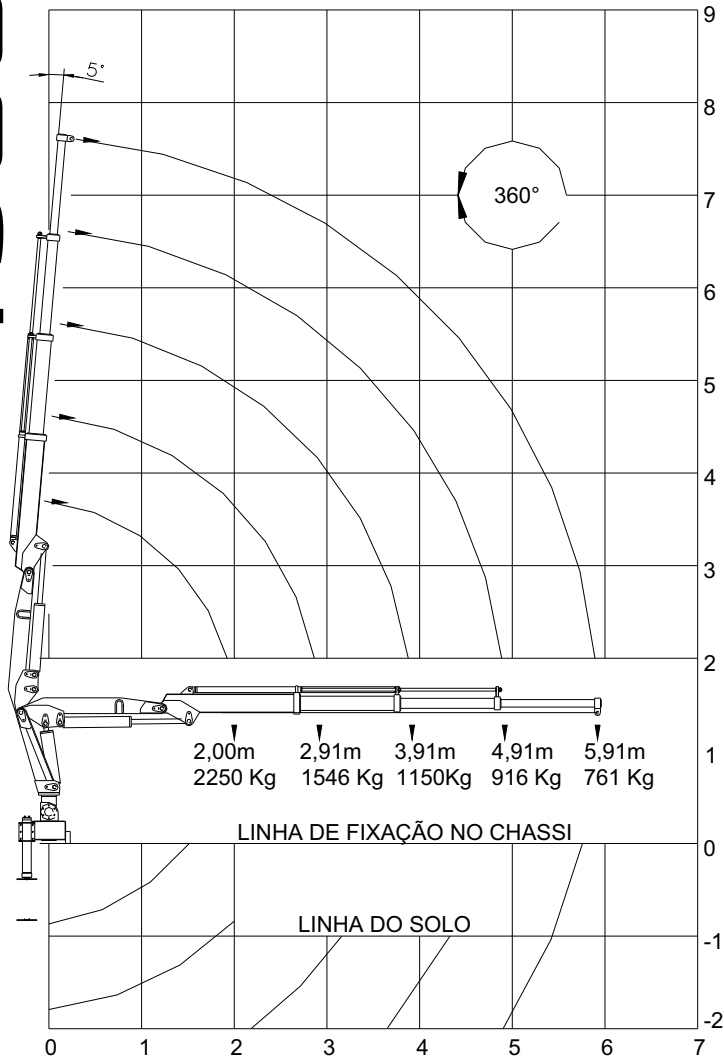 9
5°
8
360°
7
6
5
4
3
2
2,00m 2,91m 3,91m 4,91m 5,91m
2250 Kg 1546 Kg 1150Kg 916 Kg 761 Kg
1
LINHA DE FIXAÇÃO NO CHASSI
0
LINHA DO SOLO
-1
-2
0 1 2 3 4 5 6 7